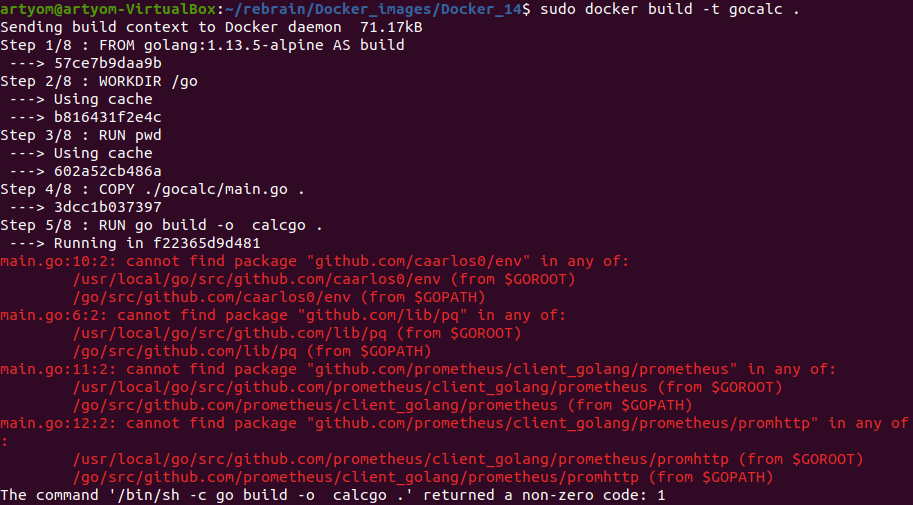 artyom@artyom-VirtualBox:~/rebrain/Docker_images/Docker_14$ sudo docker build -t gocalc .
Sending build context to Docker daemon  71.17kB
Step 1/8 : FROM golang:1.13.5-alpine AS build
 ---> 57ce7b9daa9b
Step 2/8 : WORKDIR /go
 ---> Using cache
 ---> b816431f2e4c
Step 3/8 : RUN pwd
 ---> Using cache
 ---> 602a52cb486a
Step 4/8 : COPY ./gocalc/main.go .
 ---> 3dcc1b037397
Step 5/8 : RUN go build -o  calcgo .
 ---> Running in f22365d9d481
main.go:10:2: cannot find package "github.com/caarlos0/env" in any of:
        /usr/local/go/src/github.com/caarlos0/env (from $GOROOT)
        /go/src/github.com/caarlos0/env (from $GOPATH)
main.go:6:2: cannot find package "github.com/lib/pq" in any of:
        /usr/local/go/src/github.com/lib/pq (from $GOROOT)
        /go/src/github.com/lib/pq (from $GOPATH)
main.go:11:2: cannot find package "github.com/prometheus/client_golang/prometheus" in any of:
        /usr/local/go/src/github.com/prometheus/client_golang/prometheus (from $GOROOT)
        /go/src/github.com/prometheus/client_golang/prometheus (from $GOPATH)
main.go:12:2: cannot find package "github.com/prometheus/client_golang/prometheus/promhttp" in any of
:
        /usr/local/go/src/github.com/prometheus/client_golang/prometheus/promhttp (from $GOROOT)
        /go/src/github.com/prometheus/client_golang/prometheus/promhttp (from $GOPATH)
The command '/bin/sh -c go build -o  calcgo .' returned a non-zero code: 1